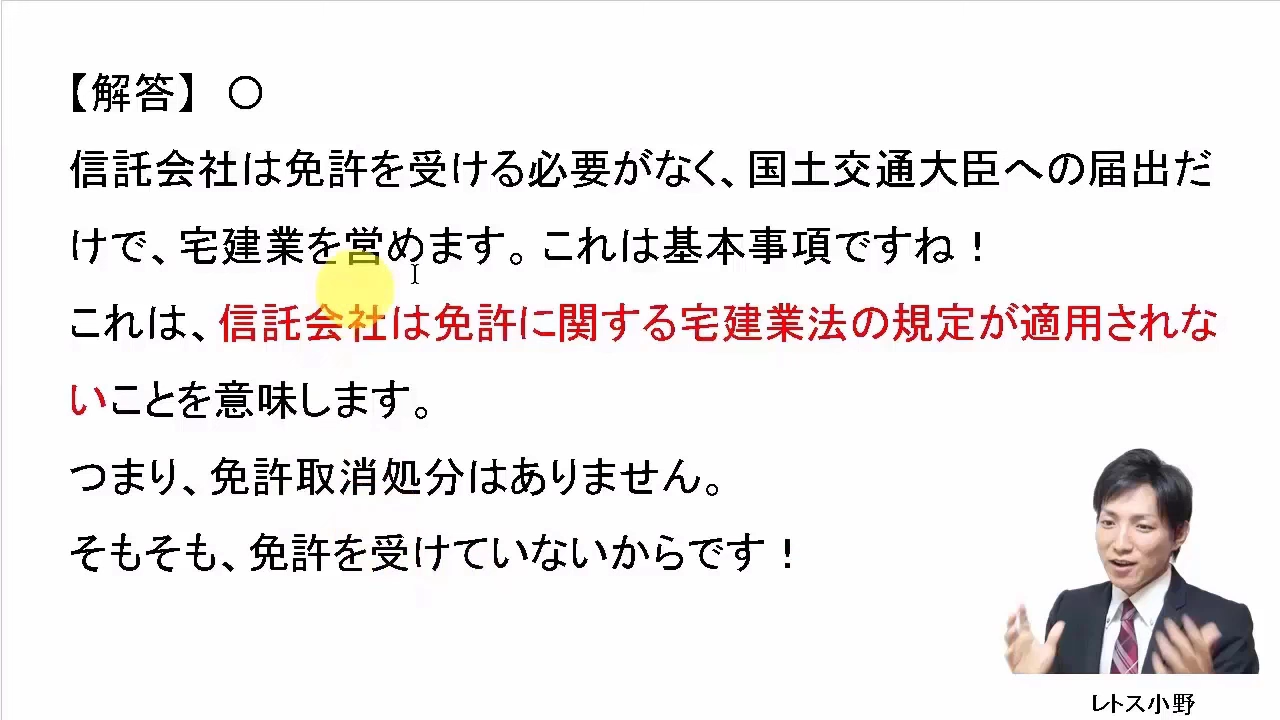 【解答】 〇
信託会社は免許を受ける必要がなく、国土交通大臣への届出だ
けで、宅建業を営めます。これは基本事項ですね！
これは、信託会社は免許に関する宅建業法の規定が適用されな
いことを意味します。
つまり、免許取消処分はありません。
そもそも、免許を受けていないからです！
レトス小野